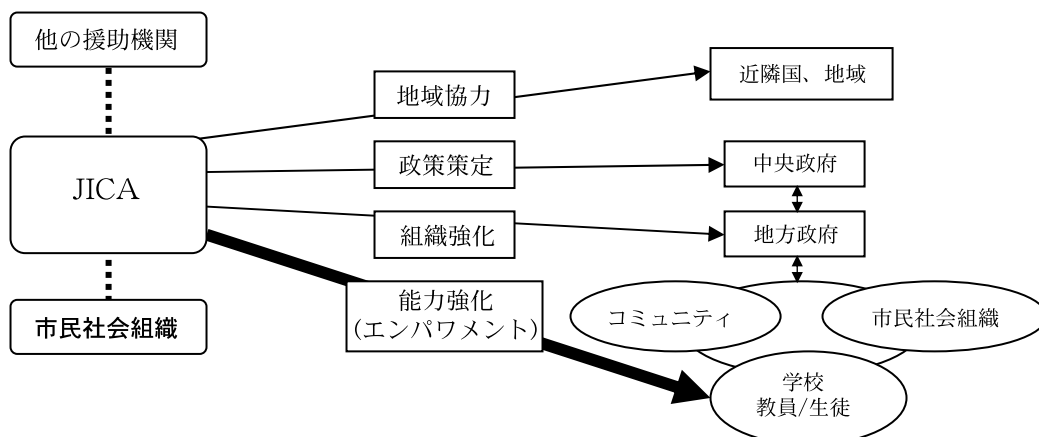 他の援助機関
JICA
市民社会組織
地域協力
政策策定
組織強化
能力強化
(エンパワメント)
近隣国、地域
中央政府
地方政府
コミュニティ
市民社会組織
学校
教員/生徒